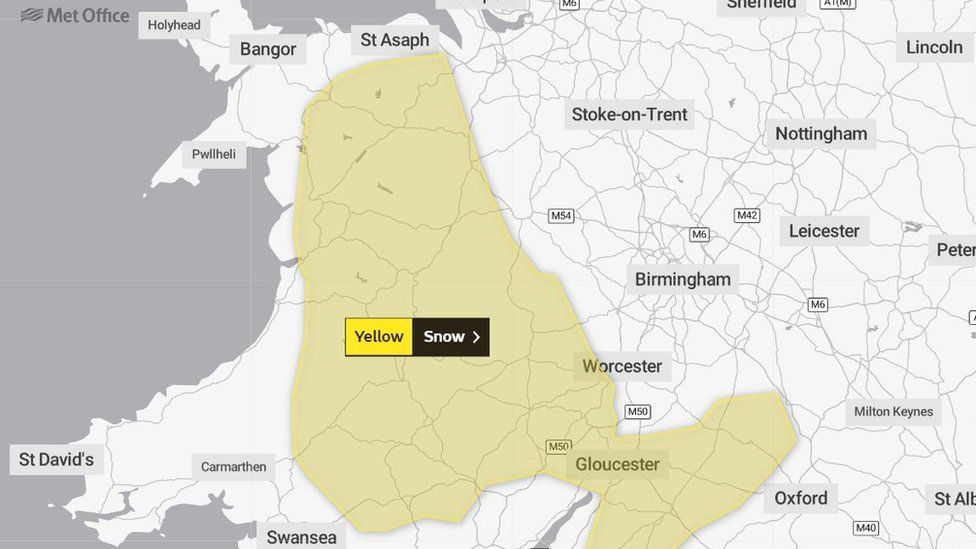 Met Office
Holyhead
Bangor
St Asaph
M6
Sheffield
A1(M)
Lincoln
Stoke-on-Trent
Nottingham
Pwllheli
M54
M42
M6
Leicester
Peter
Birmingham
M6
Yellow Snow >
Worcester
M50
Milton Keynes
St David's
Carmarthen
M50
Gloucester
Oxford
St Alb
M40
Swansea